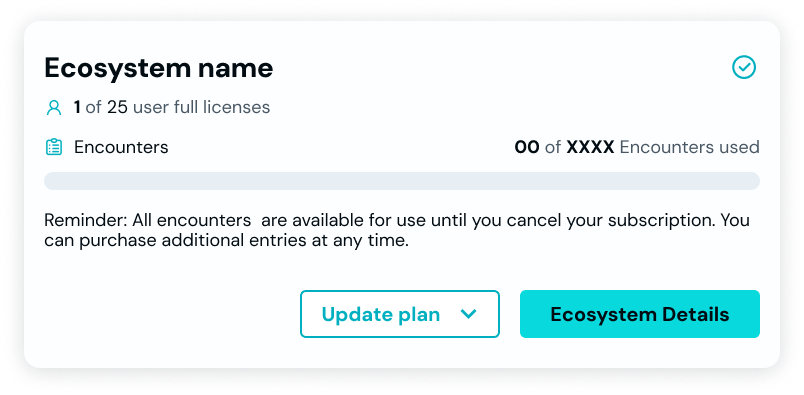 Ecosystem name
1 of 25 user full licenses
Encounters
00 of XXXX Encounters used
Reminder: All encounters  are available for use until you cancel your subscription. You
can purchase additional entries at any time.
Update plan
Ecosystem Details